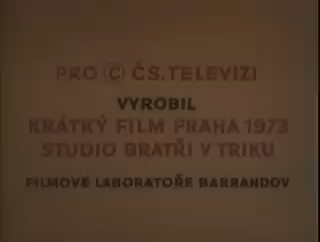 PRO © ČS.TELEVIZI
VYROBIL
KRÁTKÝ FILM PRAHA 1973
STUDIO BRATŘI V TRIKU
FILMOVÉ LABORATOŘE BARRANDOV